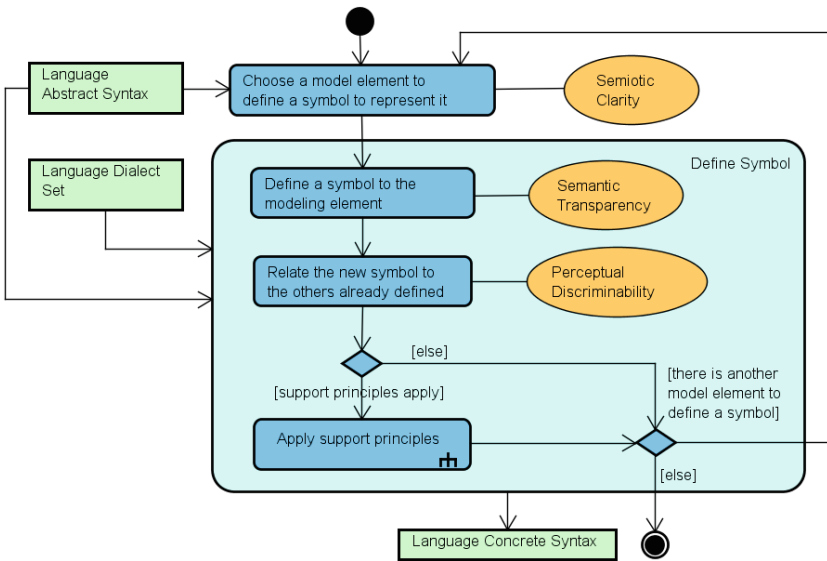 Language
Abstract Syntax
Choose a model element to
define a symbol to represent it
Semiotic
Clarity
Language Dialect
Set
Define Symbol
Define a symbol to the
modeling element
Semantic
Transparency
Relate the new symbol to
the others already defined
Perceptual
Discriminability
[else]
[support principles apply]
[there is another
model element to
define a symbol]
Apply support principles
[else]
Language Concrete Syntax